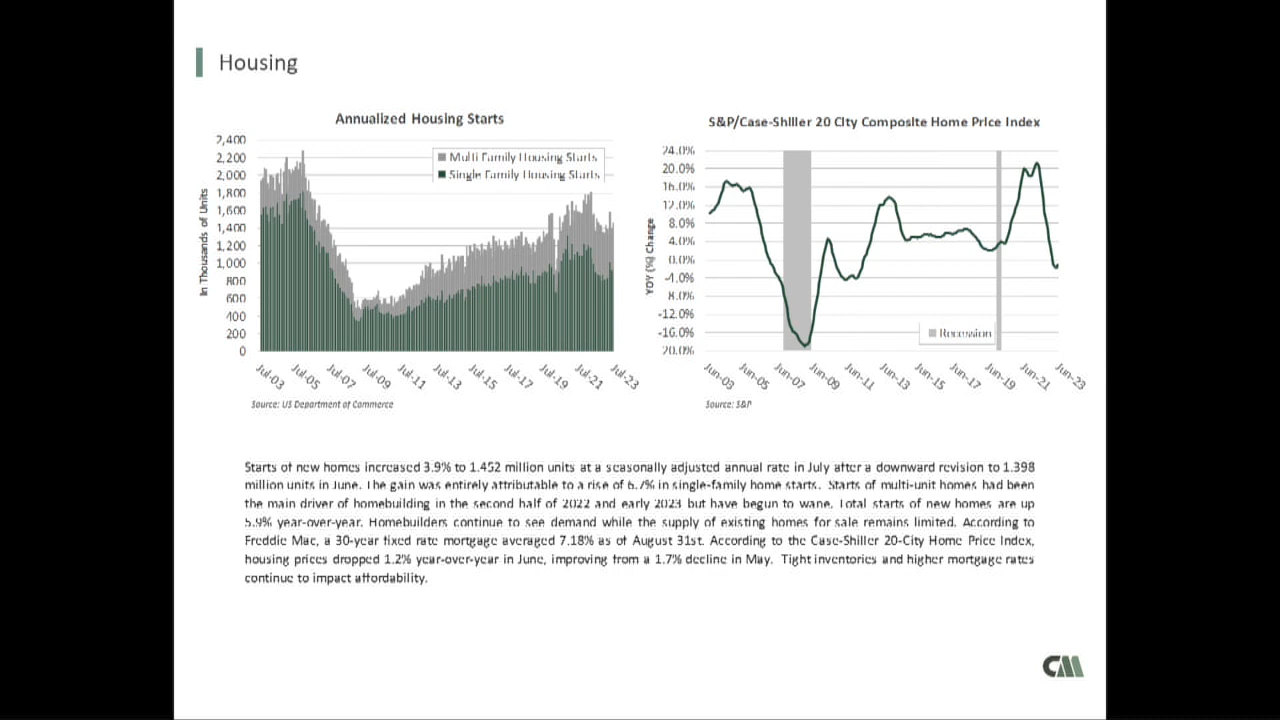 Housing
Annualized Housing Starts
2,400
2,200
2,000
1,800
1,600
1,400
1,200
1,000
800
600
400
200
0
In Thousands of Units
Multi Family Housing Starts
Single Family Housing Starts
Jul-03 Jul-05 Jul-07 Jul-09 Jul-11 Jul-13 Jul-15 Jul-17 Jul-19 Jul-21 Jul-23
Source: US Department of Commerce
S&P/Case-Shiller 20 City Composite Home Price Index
24.0%
20.0%
16.0%
12.0%
8.0%
4.0%
0.0%
-4.0%
8.0%
-12.0%
-16.0%
20.0%
YOY (%) Change
Recession
Jun-03 Jun-05 Jun-07 Jun-09 Jun-11 Jun-13 Jun-15 Jun-17 Jun-19 Jun-21 Jun-23
Source: S&P
Starts of new homes increased 3.9% to 1.452 million units at a seasonally adjusted annual rate in July after a downward revision to 1.398
million units in June. The gain was entirely attributable to a rise of 6.7% in single-family home starts. Starts of multi-unit homes had been
the main driver of homebuilding in the second half of 2022 and early 2023 but have begun to wane. Total starts of new homes are up
5.9% year-over-year. Homebuilders continue to see demand while the supply of existing homes for sale remains limited. According to
Freddie Mac, a 30-year fixed rate mortgage averaged 7.18% as of August 31st. According to the Case-Shiller 20-City Home Price Index,
housing prices dropped 1.2% year-over-year in June, improving from a 1.7% decline in May. Tight inventories and higher mortgage rates
continue to impact affordability.
CM